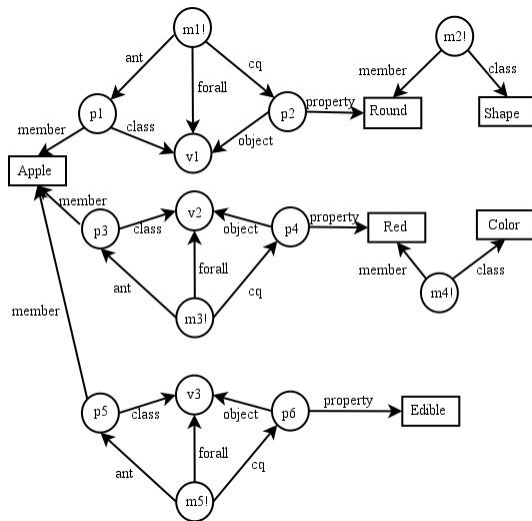 m1!
m2!
ant
forall
cq
member
class
p1
p2
property
Round
Shape
member
class
object
v1
Apple
member
p3
class
v2
object
p4
property
Red
Color
forall
member
class
ant
cq
m4!
member
m3!
p5
class
v3
object
p6
property
Edible
forall
ant
cq
m5!